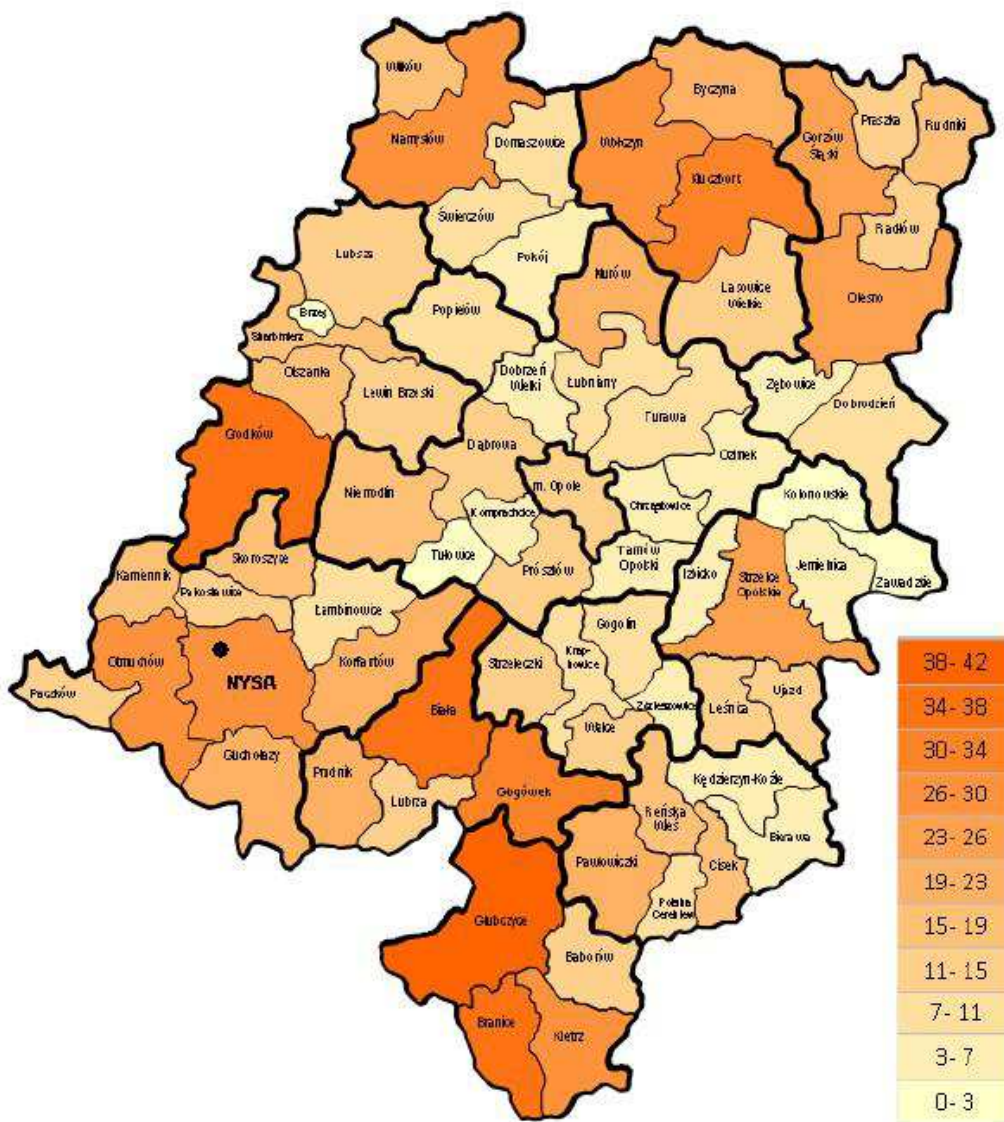 Wilków
Byczyna
Namysłów
Domaszowice
Wołczyn
Gorzów
Śląski
Praszka
Rudniki
Kluczbork
Świerczów
Radłów
Lubsza
Pokój
Murów
Lasowice
Wielkie
Olesno
Brzeg
Popielów
Skarbimierz
Olszanka
Lewin Brzeski
Dobrzeń
Wielki
Łubniany
Zębowice
Dobrodzień
Turawa
Grodków
Dąbrowa
Ozimek
Niemodlin
m. Opole
Kolonowskie
Komprachcice
Chrząstowice
Skoroszyce
Tułowice
Prószków
Tarnów
Opolski
Izbicko
Strzelce
Opolskie
Jemielnica
Zawadzkie
Kamiennik
Pakosławice
Łambinowice
Gogolin
Otmuchów
Korfantów
Strzeleczki
Krap-
kowice
NYSA
Paczków
Biała
Zdzieszowice
Leśnica
Ujazd
Walce
Głuchołazy
Prudnik
Lubrza
Gogówek
Kędzierzyn-Koźle
Reńska
Wieś
Bierawa
Pawłowiczki
Cisek
Głubczyce
Baborów
Branice
Kietrz
38- 42
34- 38
30- 34
26- 30
23- 26
19- 23
15- 19
11- 15
7- 11
3- 7
0- 3